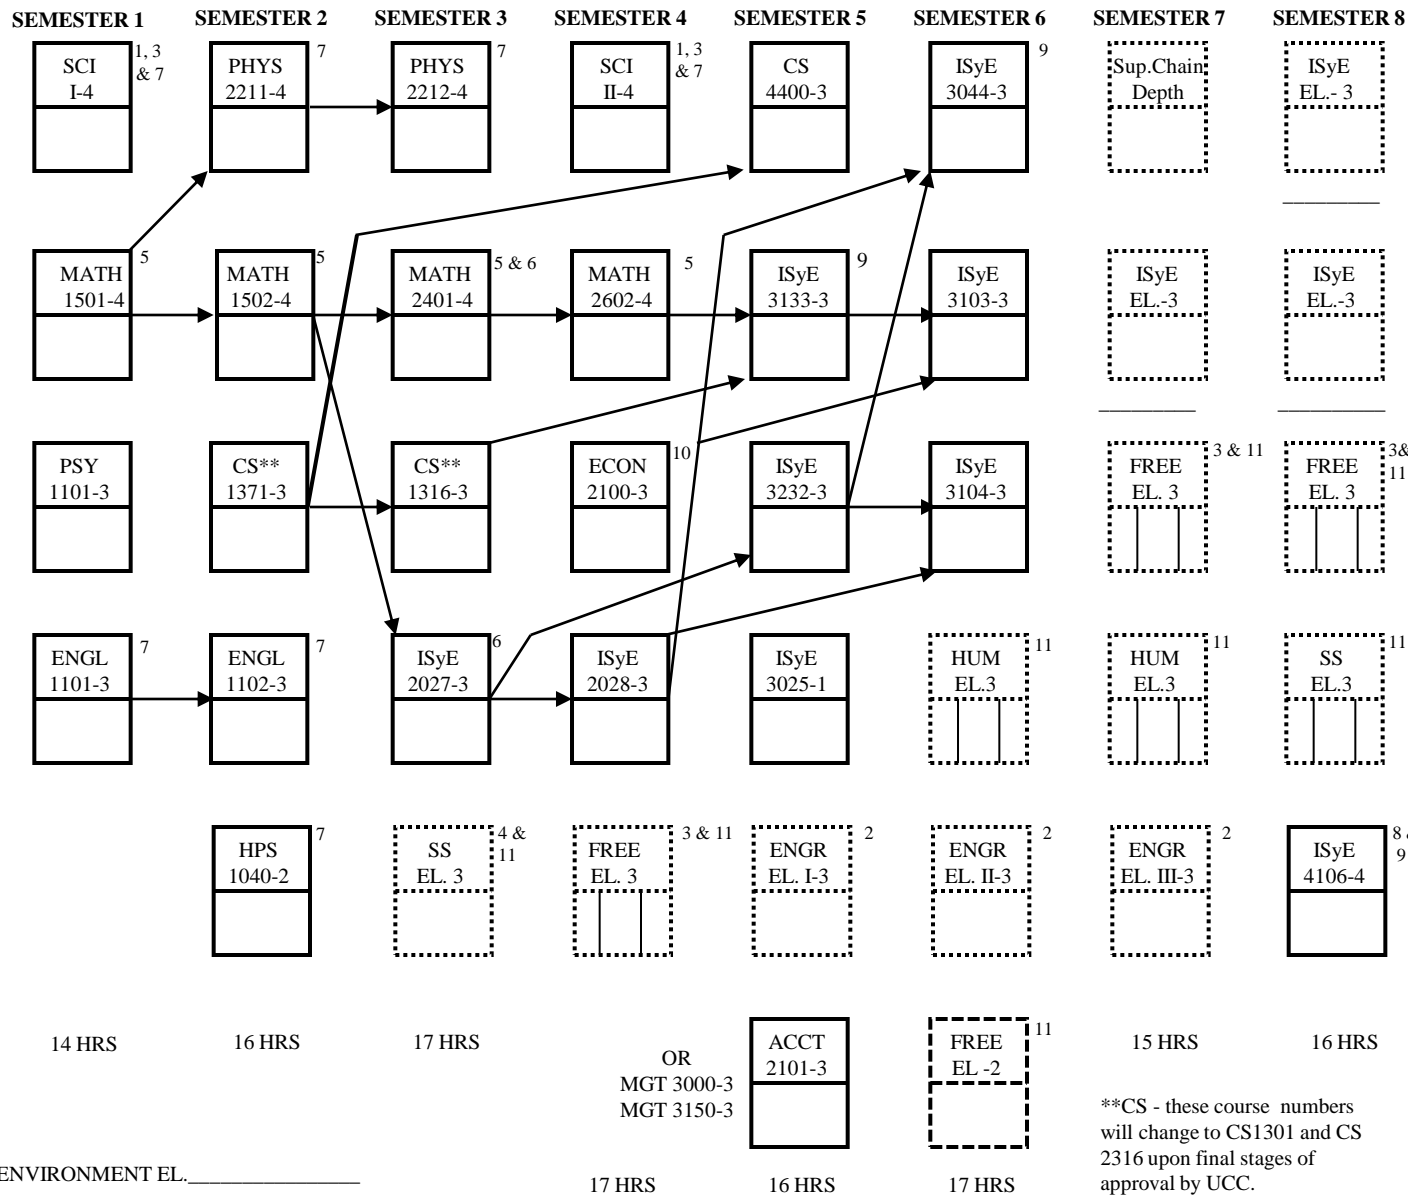 SEMESTER 1 SEMESTER 2 SEMESTER 3 SEMESTER 4 SEMESTER 5 SEMESTER 6 SEMESTER 7 SEMESTER 8
SCI
I-4
1, 3
& 7
PHYS
2211-4
7
PHYS
2212-4
7
SCI
II-4
1, 3
& 7
CS
4400-3
ISyE
3044-3
9
Sup.Chain
Depth
ISyE
EL.- 3
_________
MATH
1501-4
5
MATH
1502-4
5
MATH
2401-4
5 & 6
MATH
2602-4
5
ISyE
3133-3
9
ISyE
3103-3
ISyE
EL.-3
_________
ISyE
EL.-3
__________
PSY
1101-3
CS**
1371-3
CS**
1316-3
ECON
2100-3
10
ISyE
3232-3
ISyE
3104-3
FREE
EL. 3
3 & 11
FREE
EL. 3
3&
11
ENGL
1101-3
7
ENGL
1102-3
7
ISyE
2027-3
6
ISyE
2028-3
ISyE
3025-1
HUM
EL.3
11
HUM
EL.3
11
SS
EL.3
11
HPS
1040-2
7
SS
EL. 3
4 &
11
FREE
EL. 3
3 & 11
ENGR
EL. I-3
2
ENGR
EL. II-3
2
ENGR
EL. III-3
2
ISyE
4106-4
8 &
9
14 HRS
16 HRS
17 HRS
OR
MGT 3000-3
MGT 3150-3
ACCT
2101-3
FREE
EL -2
11
15 HRS
16 HRS
**CS - these course numbers
will change to CS1301 and CS
2316 upon final stages of
approval by UCC.
ENVIRONMENT EL.________________
17 HRS
16 HRS
17 HRS